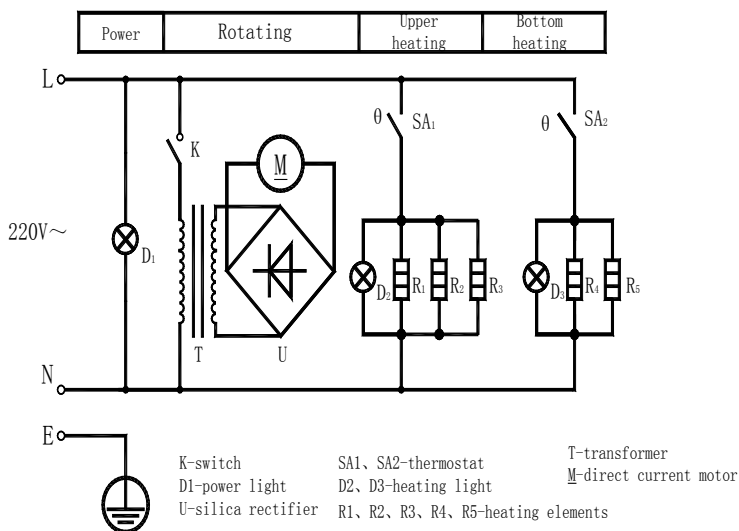 Power Rotating Upper heating Bottom heating
L
θ SA₁ θ SA₂
K
M
220V～
D₁ D₂ R₁ R₂ R₃ D₃ R₄ R₅
T U
N
E
K-switch SA1、SA2-thermostat T-transformer
D1-power light D2、D3-heating light M-direct current motor
U-silica rectifier R1、R2、R3、R4、R5-heating elements